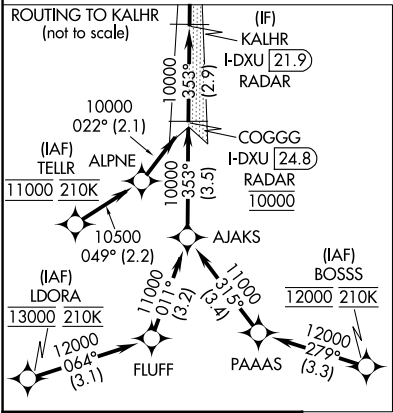 ROUTING TO KALHR
(not to scale)
(IF)
KALHR
I-DXU 21.9
RADAR
10000
353°
(2.9)
10000
022° (2.1)
COGGG
I-DXU 24.8
RADAR
10000
(IAF)
TELLR
11000 210K
ALPNE
10500
049° (2.2)
10000
353°
(3.5)
AJAKS
(IAF)
LDORA
13000 210K
12000
064°
(3.1)
FLUFF
11000
011°
(3.2)
11000
315°
(3.4)
PAAAS
(IAF)
BOSSS
12000 210K
12000
279°
(3.3)